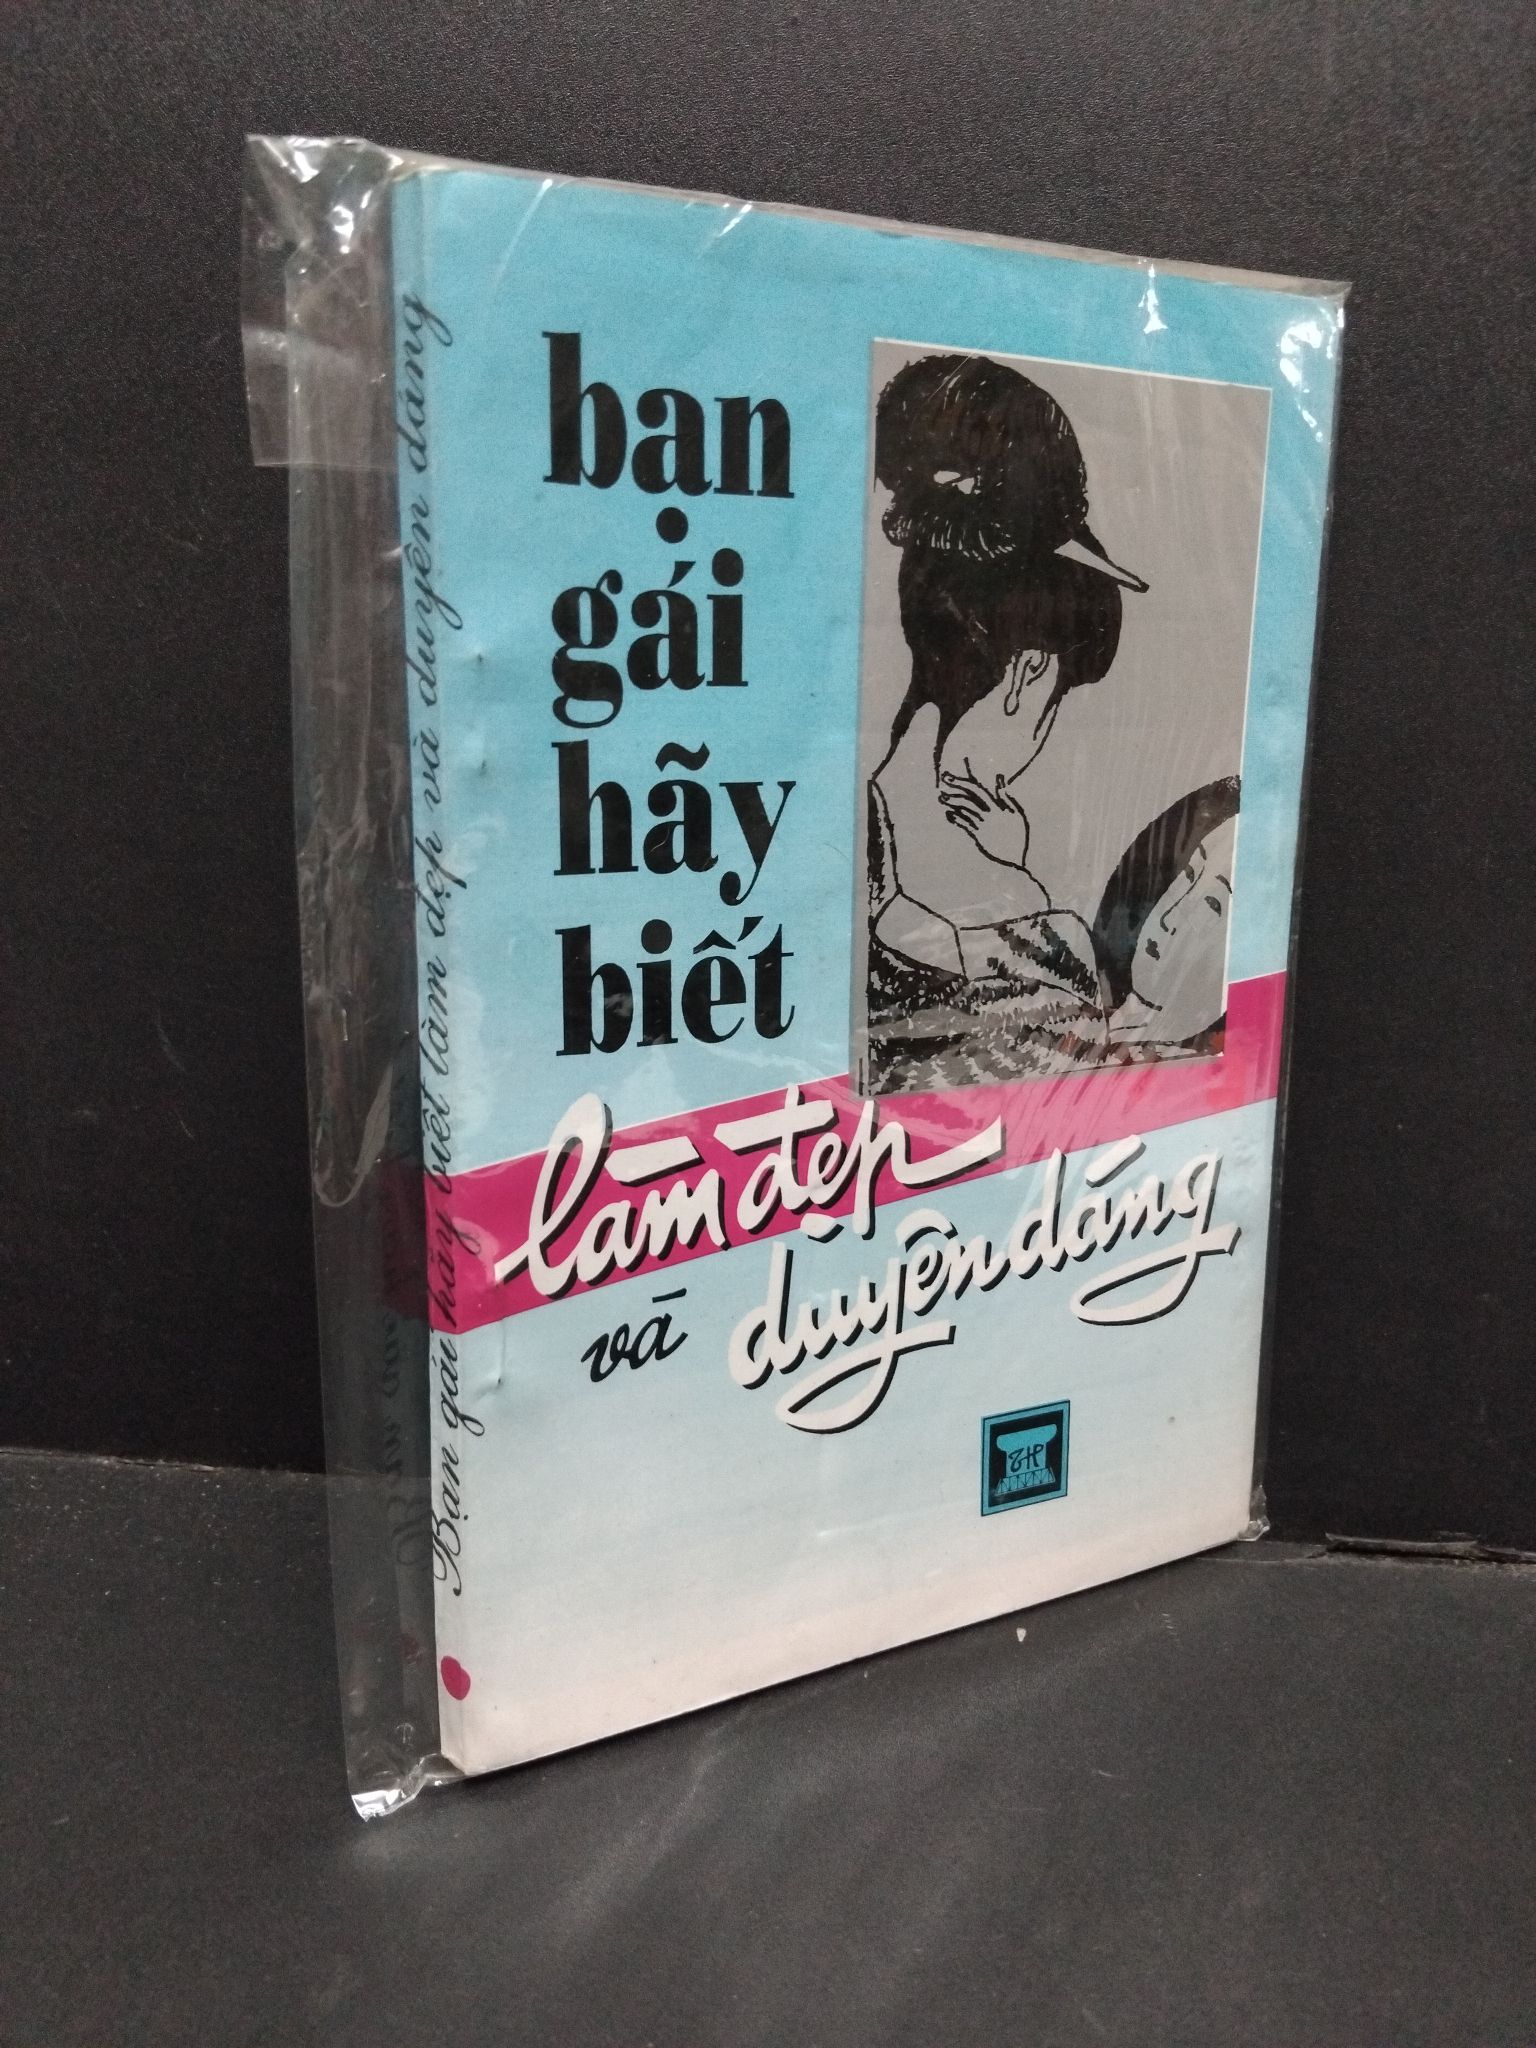 bạn
gái
hãy
biết
làm đẹp
và duyên dáng
Bạn gái hãy biết làm đẹp và duyên dáng